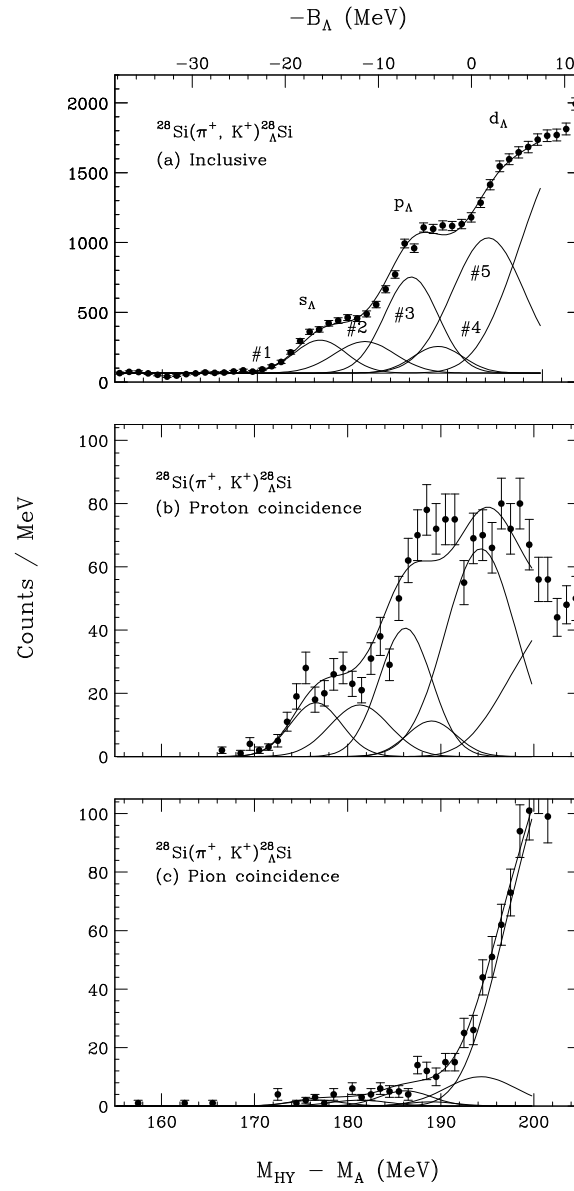 −B_Λ (MeV)
−30 −20 −10 0 10
2000
1500
1000
500
0
²⁸Si(π⁺, K⁺)²⁸_ΛSi
(a) Inclusive
d_Λ
p_Λ
s_Λ
#1
#2
#3
#5
#4
Counts / MeV
100
80
60
40
20
0
²⁸Si(π⁺, K⁺)²⁸_ΛSi
(b) Proton coincidence
100
80
60
40
20
0
²⁸Si(π⁺, K⁺)²⁸_ΛSi
(c) Pion coincidence
160 170 180 190 200
M_HY − M_A (MeV)